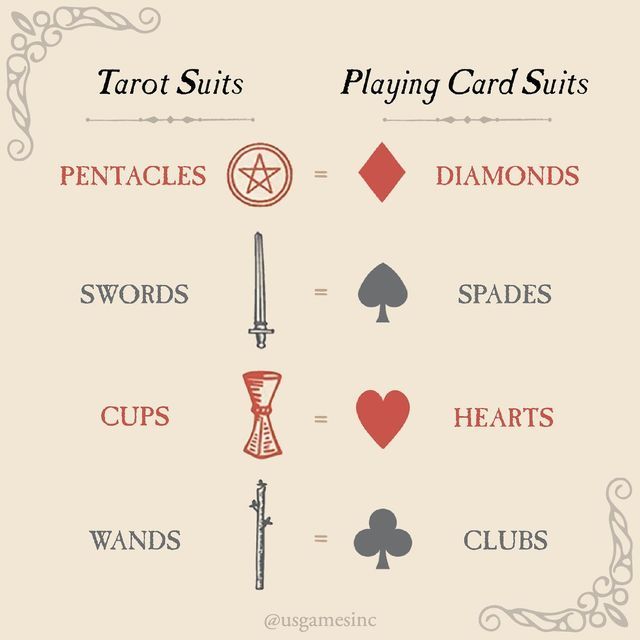 Tarot Suits Playing Card Suits
PENTACLES = DIAMONDS
SWORDS = SPADES
CUPS = HEARTS
WANDS = CLUBS
@usgamesinc